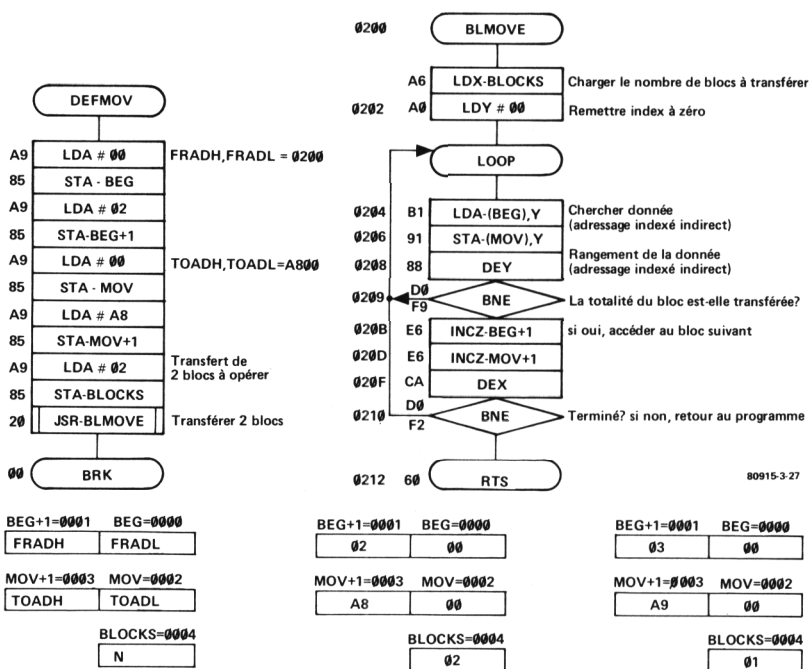 DEFMOV
A9 LDA # 00 FRADH,FRADL = 0200
85 STA - BEG
A9 LDA # 02
85 STA-BEG+1
A9 LDA # 00 TOADH,TOADL=A800
85 STA - MOV
A9 LDA # A8
85 STA-MOV+1
A9 LDA # 02 Transfert de
2 blocs à opérer
85 STA-BLOCKS
20 JSR-BLMOVE Transférer 2 blocs
00 BRK
0200 BLMOVE
A6 LDX-BLOCKS Charger le nombre de blocs à transférer
0202 A0 LDY # 00 Remettre index à zéro
LOOP
0204 B1 LDA-(BEG),Y Chercher donnée
(adressage indexé indirect)
0206 91 STA-(MOV),Y Rangement de la donnée
(adressage indexé indirect)
0208 88 DEY
0209 D0 F9 BNE La totalité du bloc est-elle transférée?
020B E6 INCZ-BEG+1 si oui, accéder au bloc suivant
020D E6 INCZ-MOV+1
020F CA DEX
0210 D0 F2 BNE Terminé? si non, retour au programme
0212 60 RTS
80915-3-27
BEG+1=0001 BEG=0000
FRADH FRADL
MOV+1=0003 MOV=0002
TOADH TOADL
BLOCKS=0004
N
BEG+1=0001 BEG=0000
02 00
MOV+1=0003 MOV=0002
A8 00
BLOCKS=0004
02
BEG+1=0001 BEG=0000
03 00
MOV+1=0003 MOV=0002
A9 00
BLOCKS=0004
01